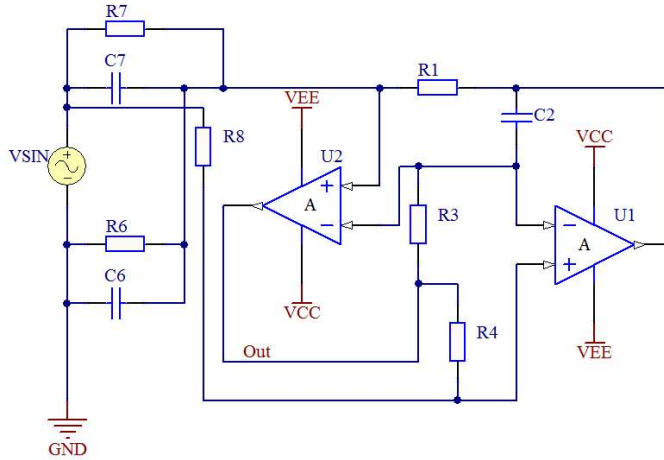 R7
C7
R1
VEE
C2
VSIN
R8
U2
VCC
A
R3
U1
A
R6
C6
VCC
R4
Out
VEE
GND